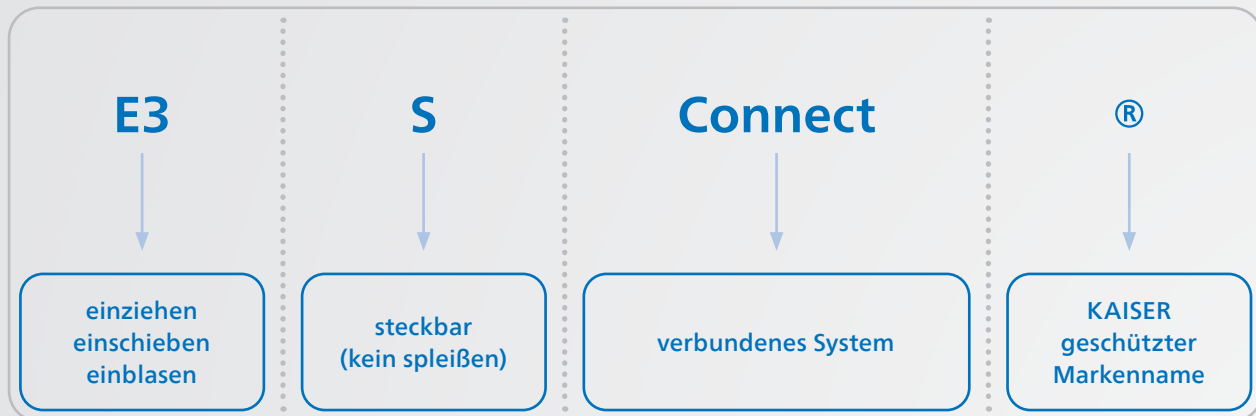 E3
S
Connect
®
einziehen
einschieben
einblasen
steckbar
(kein spleißen)
verbundenes System
KAISER
geschützter
Markenname